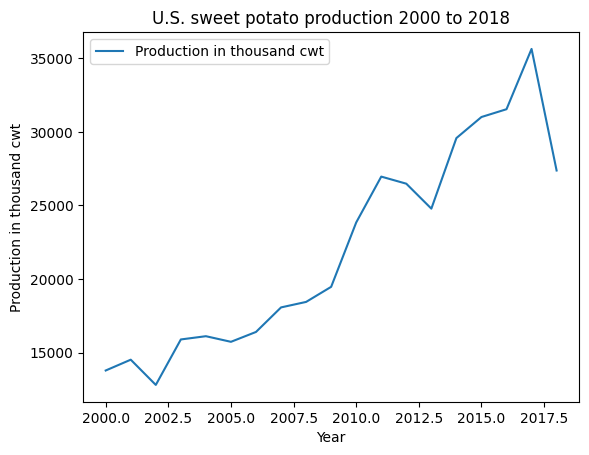 U.S. sweet potato production 2000 to 2018
Production in thousand cwt
Production in thousand cwt
35000
30000
25000
20000
15000
2000.0 2002.5 2005.0 2007.5 2010.0 2012.5 2015.0 2017.5
Year